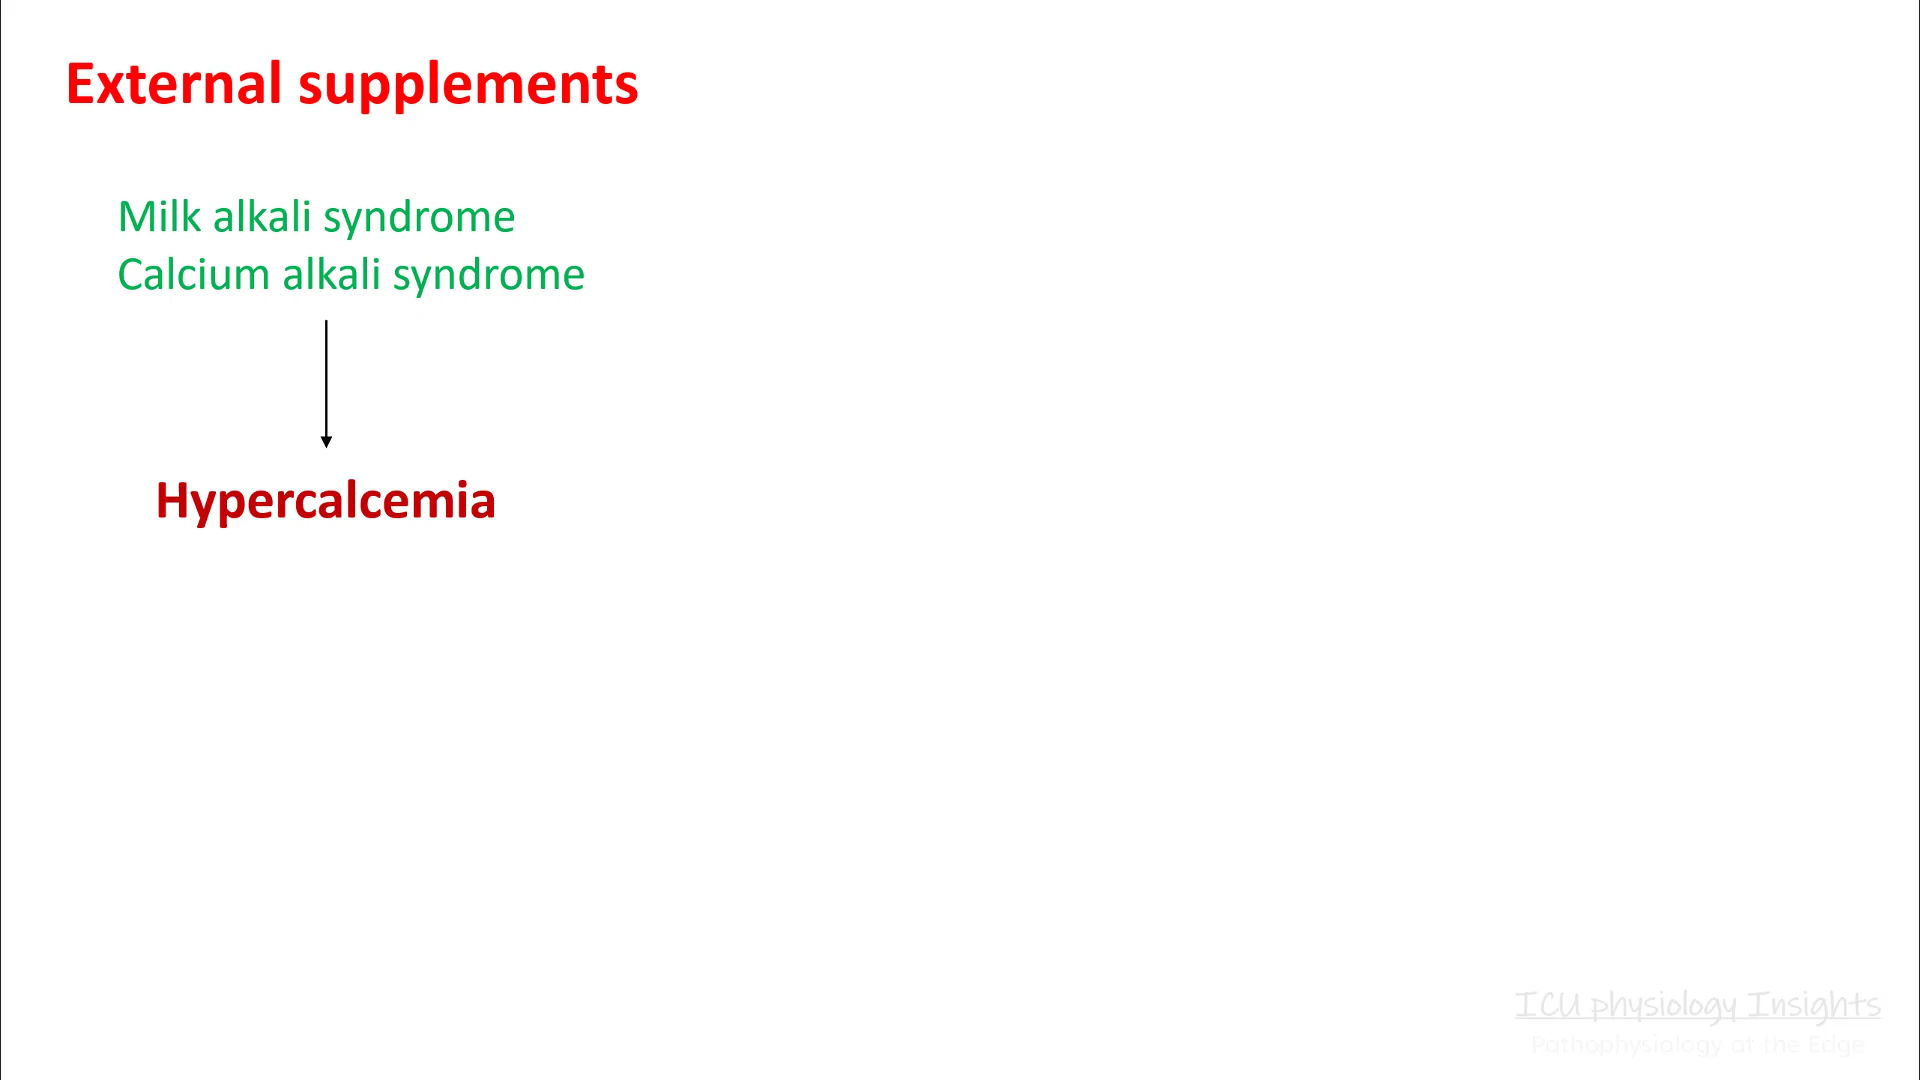 External supplements
Milk alkali syndrome
Calcium alkali syndrome
Hypercalcemia
ICU physiology Insights
Pathophysiology at the Edge